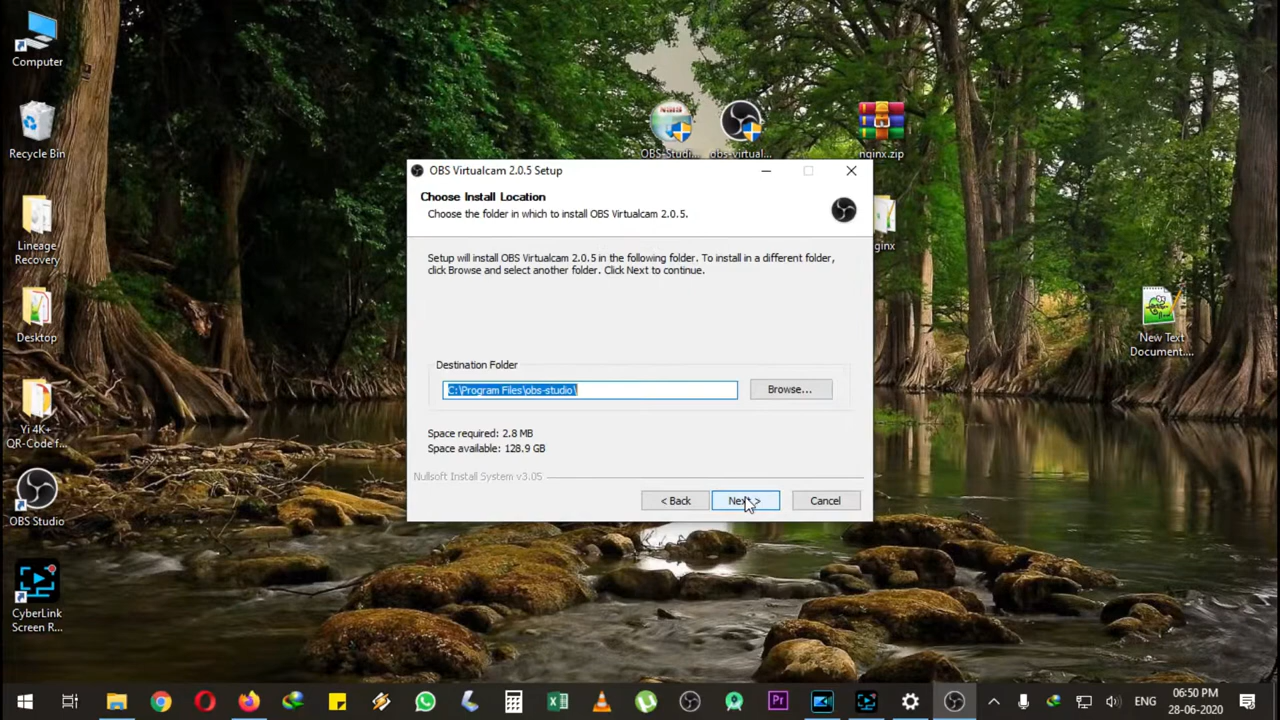 Computer
Recycle Bin
Lineage
Recovery
Desktop
Yi 4K+
QR-Code f...
OBS Studio
CyberLink
Screen R...
OBS-Studi...
obs-virtual...
nginx.zip
New Text
Document....
OBS Virtualcam 2.0.5 Setup
Choose Install Location
Choose the folder in which to install OBS Virtualcam 2.0.5.
Setup will install OBS Virtualcam 2.0.5 in the following folder. To install in a different folder,
click Browse and select another folder. Click Next to continue.
Destination Folder
C:\Program Files\obs-studio\
Browse...
Space required: 2.8 MB
Space available: 128.9 GB
Nullsoft Install System v3.05
< Back
Next >
Cancel
Pr
ENG
06:50 PM
28-06-2020